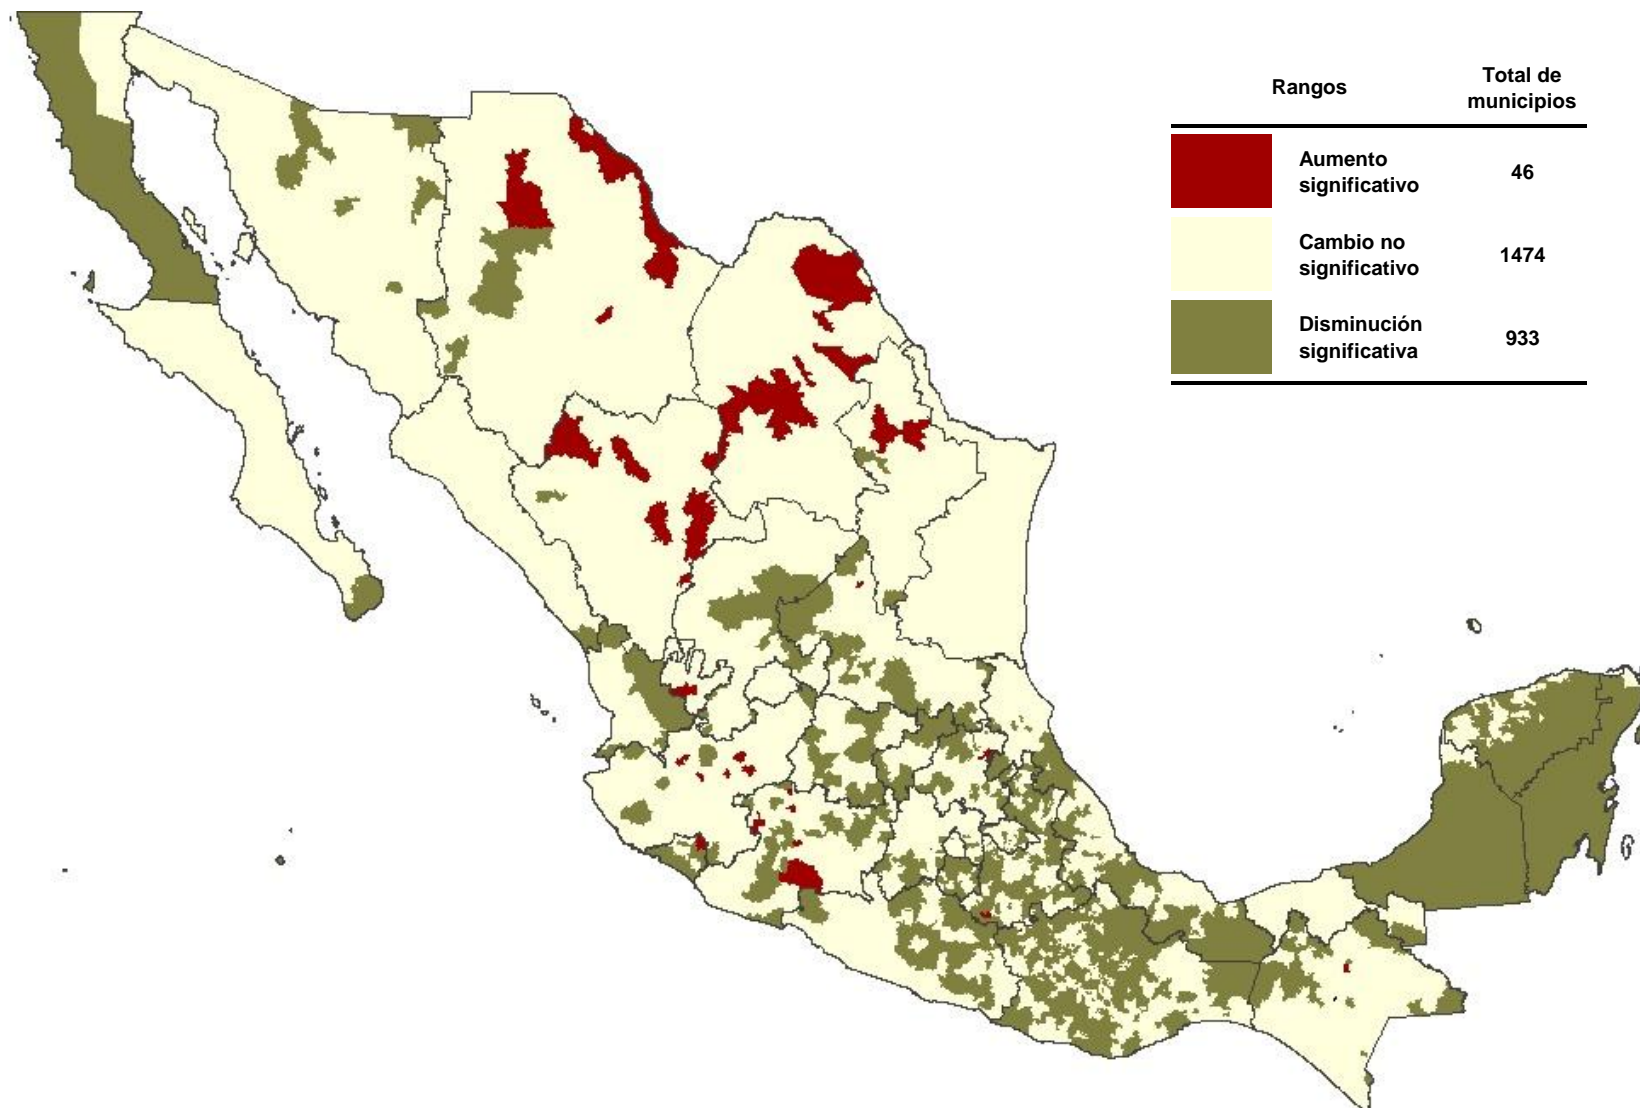 Rangos
Total de
municipios
Aumento
significativo
46
Cambio no
significativo
1474
Disminución
significativa
933